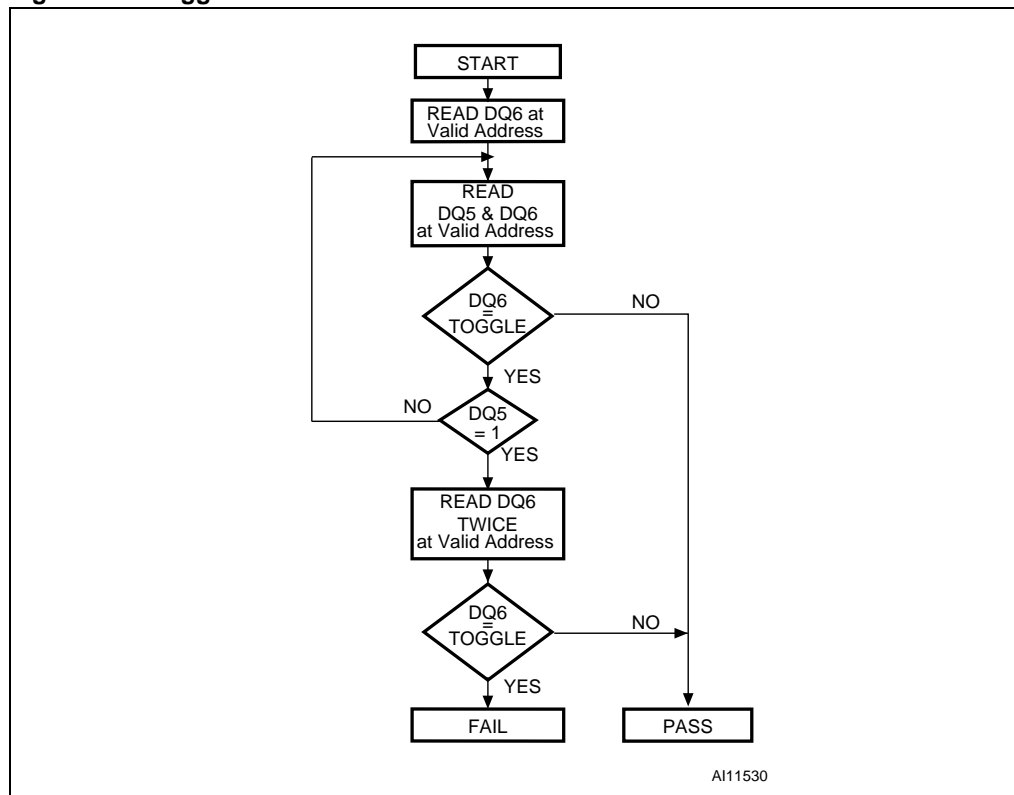 START
READ DQ6 at
Valid Address
READ
DQ5 & DQ6
at Valid Address
DQ6
=
TOGGLE
NO
YES
NO
DQ5
= 1
YES
READ DQ6
TWICE
at Valid Address
DQ6
=
TOGGLE
NO
YES
FAIL
PASS
AI11530